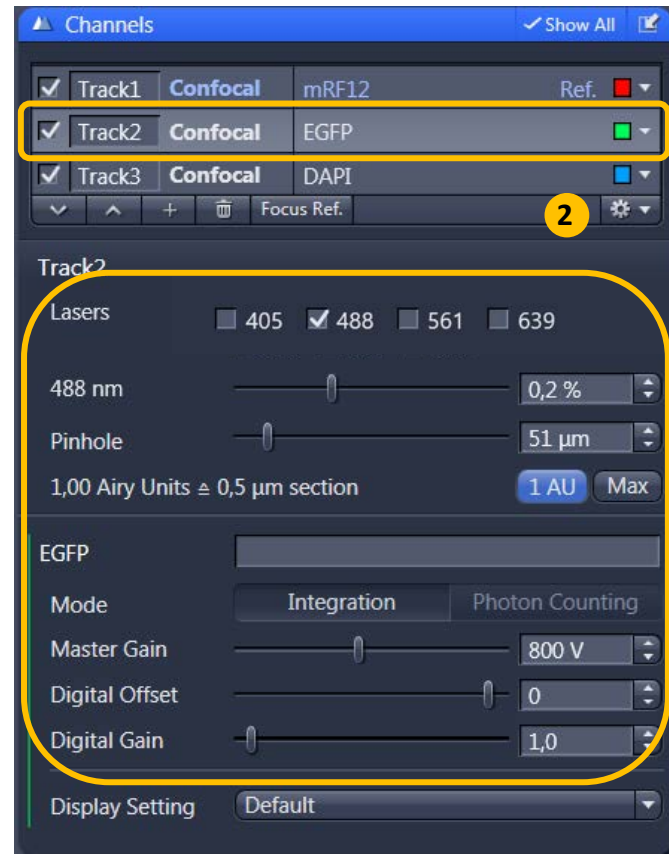 Channels Show All
Track1 Confocal mRF12 Ref.
Track2 Confocal EGFP
Track3 Confocal DAPI
+ Focus Ref. 2
Track2
Lasers 405 488 561 639
488 nm 0,2 %
Pinhole 51 µm
1,00 Airy Units ≙ 0,5 µm section 1 AU Max
EGFP
Mode Integration Photon Counting
Master Gain 800 V
Digital Offset 0
Digital Gain 1,0
Display Setting Default